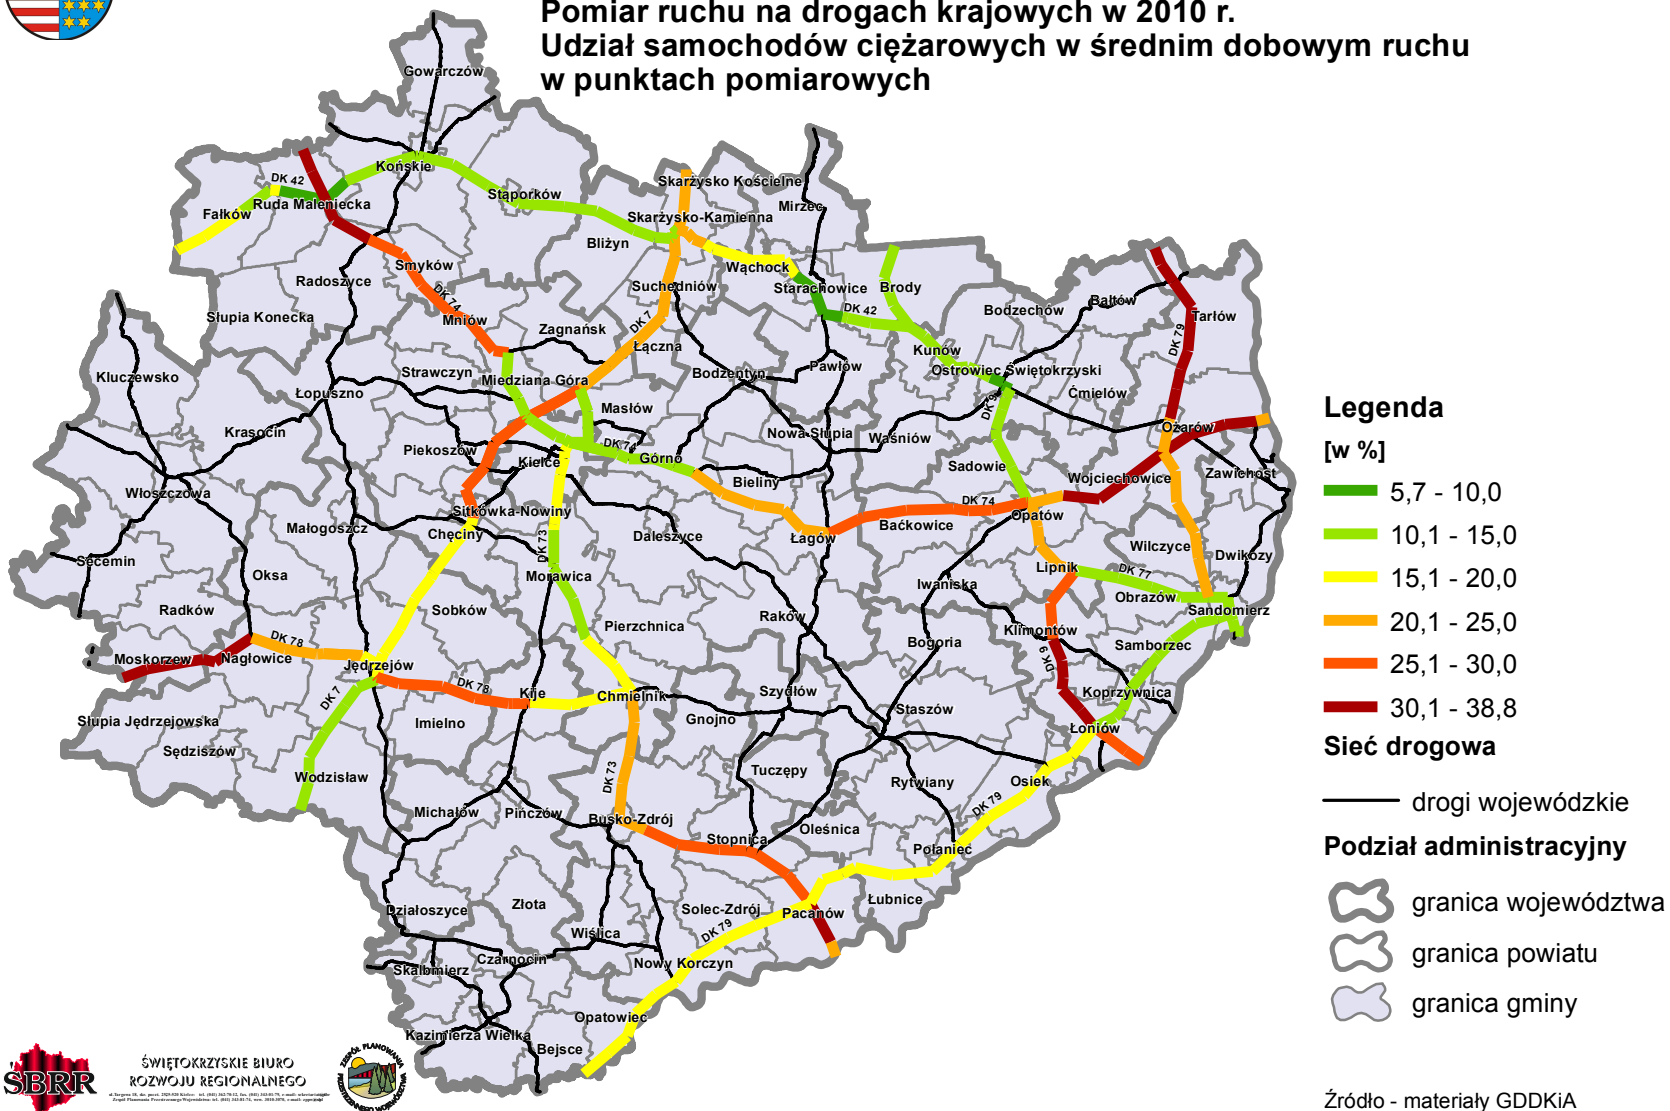 Pomiar ruchu na drogach krajowych w 2010 r.
Udział samochodów ciężarowych w średnim dobowym ruchu
w punktach pomiarowych
Gowarczów
Końskie
DK 42
Ruda Maleniecka
Fałków
Stąporków
Skarżysko Kościelne
Mirzec
Skarżysko-Kamienna
Bliżyn
Wąchock
Smyków
Radoszyce
DK 74
Suchedniów
Starachowice
Brody
DK 42
Bodzechów
Bałtów
Tarłów
Słupia Konecka
Mniów
Zagnańsk
DK 7
Łączna
DK 79
Kunów
Ostrowiec Świętokrzyski
Kluczewsko
Strawczyn
Miedziana Góra
Bodzentyn
Pawłów
Łopuszno
Masłów
DK 9
Ćmielów
Krasocin
Nowa Słupia
Waśniów
Ożarów
Piekoszów
Kielce
DK 74
Górno
Sadowie
Wojciechowice
Zawichost
Włoszczowa
Bieliny
DK 74
Sitkówka-Nowiny
Małogoszcz
Chęciny
DK 73
Daleszyce
Łagów
Baćkowice
Opatów
Wilczyce
Dwikozy
Secemin
Oksa
Morawica
Iwaniska
Lipnik
DK 77
Obrazów
Radków
Sobków
Pierzchnica
Raków
Sandomierz
Klimontów
Bogoria
Samborzec
DK 78
Moskorzew
Nagłowice
Jędrzejów
DK 9
DK 78
Kije
Chmielnik
Szydłów
Koprzywnica
DK 7
Słupia Jędrzejowska
Imielno
Gnojno
Staszów
Łoniów
Sędziszów
Wodzisław
DK 73
Tuczępy
Rytwiany
Osiek
DK 79
Michałów
Pińczów
Busko-Zdrój
Stopnica
Oleśnica
Połaniec
Działoszyce
Złota
Solec-Zdrój
Pacanów
Łubnice
Wiślica
DK 79
Skalbmierz
Czarnocin
Nowy Korczyn
Opatowiec
Kazimierza Wielka
Bejsce
Legenda
[w %]
5,7 - 10,0
10,1 - 15,0
15,1 - 20,0
20,1 - 25,0
25,1 - 30,0
30,1 - 38,8
Sieć drogowa
drogi wojewódzkie
Podział administracyjny
granica województwa
granica powiatu
granica gminy
Źródło - materiały GDDKiA
ŚBRR
ŚWIĘTOKRZYSKIE BIURO
ROZWOJU REGIONALNEGO
ZESPÓŁ PLANOWANIA
PRZESTRZENNEGO WOJEWÓDZTWA